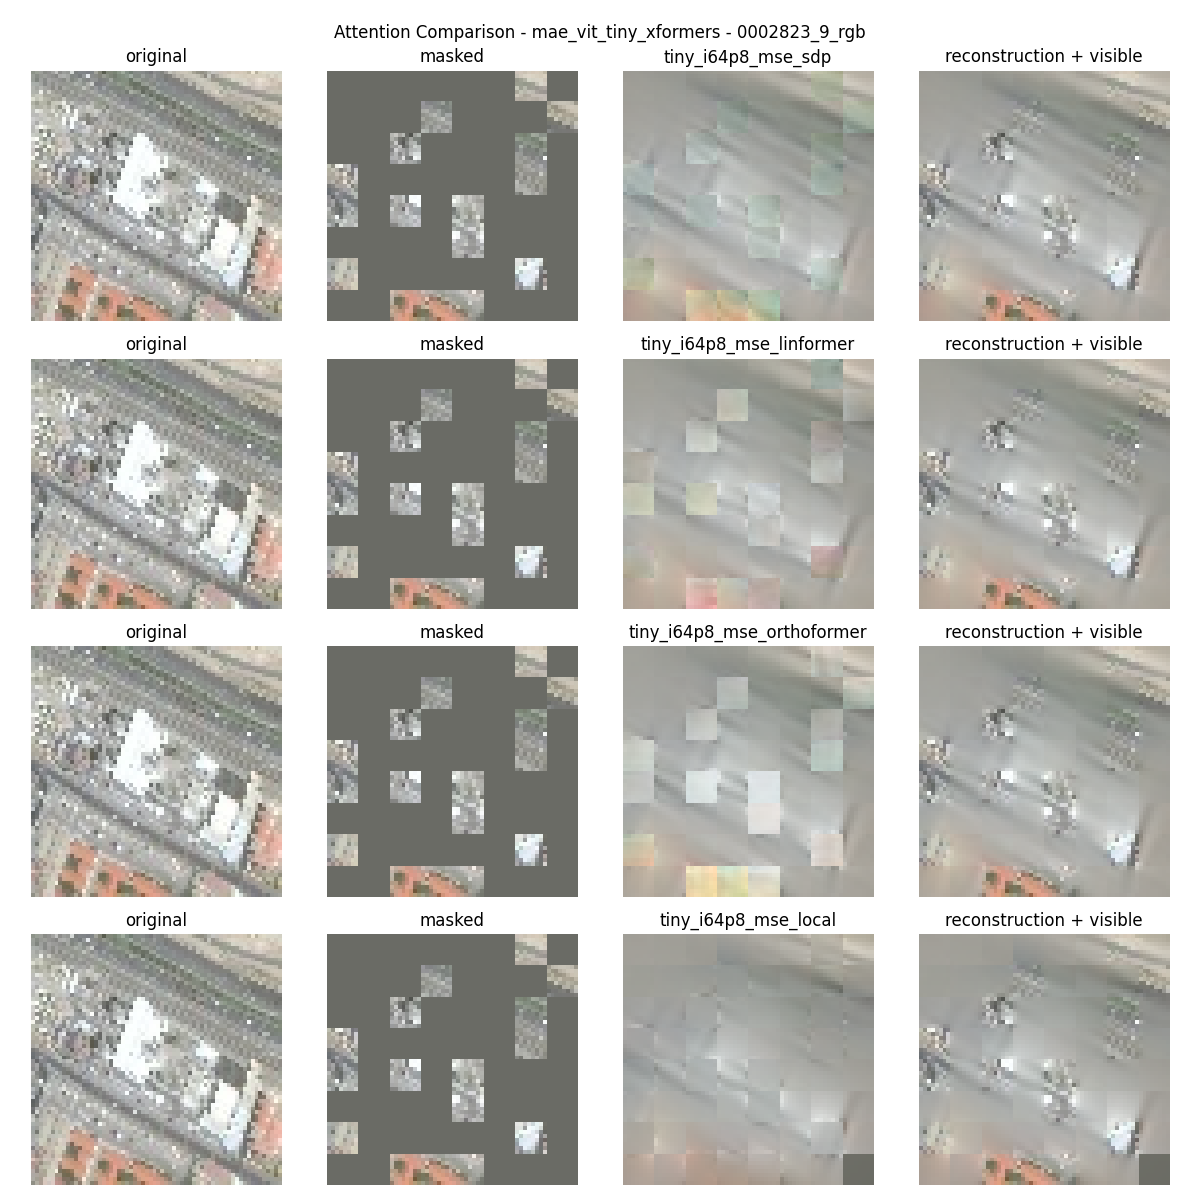 Attention Comparison - mae_vit_tiny_xformers - 0002823_9_rgb
original masked tiny_i64p8_mse_sdp reconstruction + visible
original masked tiny_i64p8_mse_linformer reconstruction + visible
original masked tiny_i64p8_mse_orthoformer reconstruction + visible
original masked tiny_i64p8_mse_local reconstruction + visible